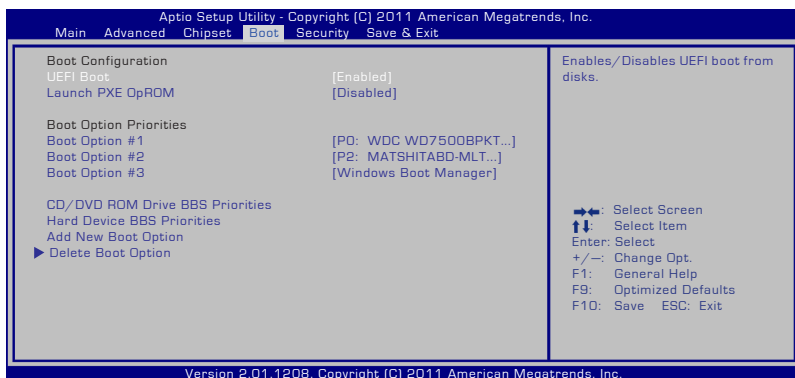 Aptio Setup Utility - Copyright (C) 2011 American Megatrends, Inc.
Main Advanced Chipset Boot Security Save & Exit
Boot Configuration
UEFI Boot [Enabled]
Launch PXE OpROM [Disabled]
Boot Option Priorities
Boot Option #1 [P0: WDC WD7500BPKT...]
Boot Option #2 [P2: MATSHITABD-MLT...]
Boot Option #3 [Windows Boot Manager]
CD/DVD ROM Drive BBS Priorities
Hard Device BBS Priorities
Add New Boot Option
Delete Boot Option
Enables/Disables UEFI boot from
disks.
→←: Select Screen
↑↓: Select Item
Enter: Select
+/—: Change Opt.
F1: General Help
F9: Optimized Defaults
F10: Save ESC: Exit
Version 2.01.1208. Copyright (C) 2011 American Megatrends, Inc.